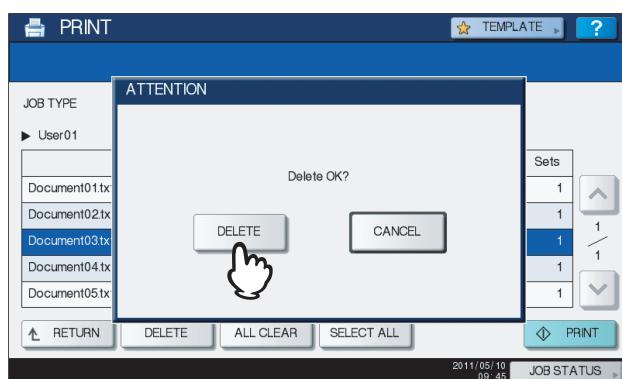 PRINT
TEMPLATE
?
ATTENTION
JOB TYPE
User01
Sets
Delete OK?
Document01.tx 1
Document02.tx 1
DELETE CANCEL
Document03.tx 1
1
1
Document04.tx 1
Document05.tx 1
RETURN DELETE ALL CLEAR SELECT ALL PRINT
2011/05/10
09:45
JOB STATUS